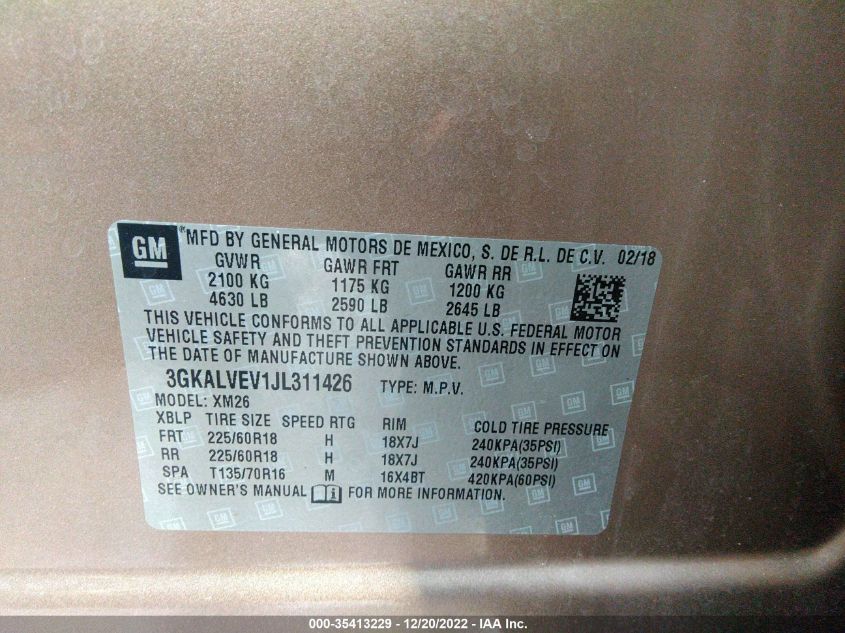 GM ® MFD BY GENERAL MOTORS DE MEXICO, S. DE R.L. DE C.V. 02/18
GVWR GAWR FRT GAWR RR
2100 KG 1175 KG 1200 KG
4630 LB 2590 LB 2645 LB
THIS VEHICLE CONFORMS TO ALL APPLICABLE U.S. FEDERAL MOTOR
VEHICLE SAFETY AND THEFT PREVENTION STANDARDS IN EFFECT ON
THE DATE OF MANUFACTURE SHOWN ABOVE.
3GKALVEV1JL311426 TYPE: M.P.V.
MODEL: XM26
XBLP TIRE SIZE SPEED RTG RIM COLD TIRE PRESSURE
FRT 225/60R18 H 18X7J 240KPA(35PSI)
RR 225/60R18 H 18X7J 240KPA(35PSI)
SPA T135/70R16 M 16X4BT 420KPA(60PSI)
SEE OWNER'S MANUAL FOR MORE INFORMATION.
000-35413229 - 12/20/2022 - IAA Inc.